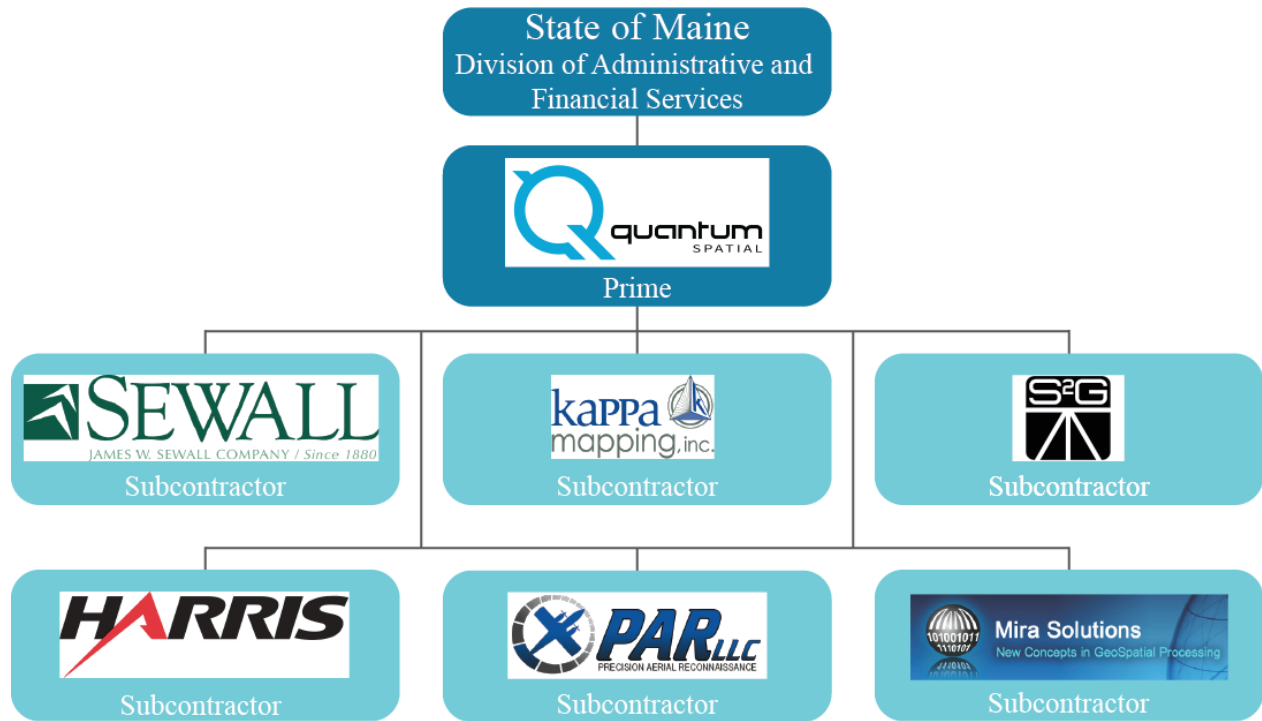 State of Maine
Division of Administrative and
Financial Services
quantum
SPATIAL
Prime
SEWALL
JAMES W. SEWALL COMPANY / Since 1880
Subcontractor
kappa
mapping, inc.
Subcontractor
S²G
Subcontractor
HARRIS
Subcontractor
PAR LLC
PRECISION AERIAL RECONNAISSANCE
Subcontractor
101001011
1110101
Mira Solutions
New Concepts in GeoSpatial Processing
Subcontractor